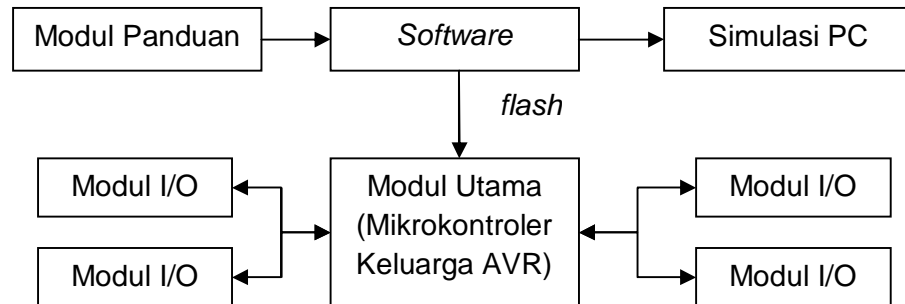 Modul Panduan
Software
Simulasi PC
flash
Modul I/O
Modul Utama
(Mikrokontroler
Keluarga AVR)
Modul I/O
Modul I/O
Modul I/O